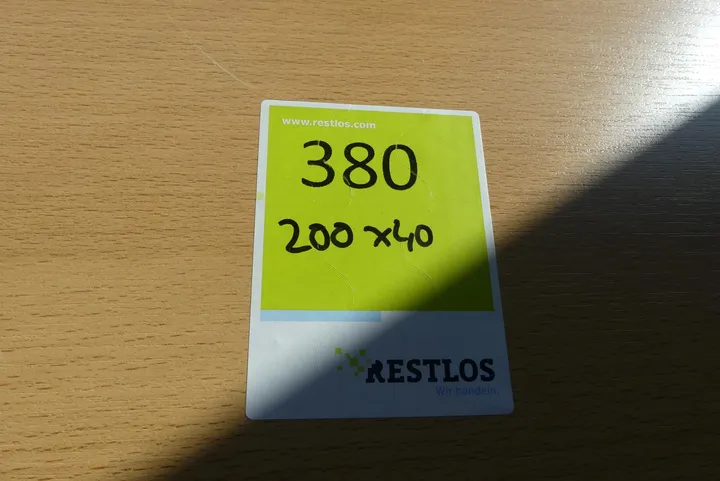 www.restlos.com
380
200 x40
RESTLOS
Wir handeln